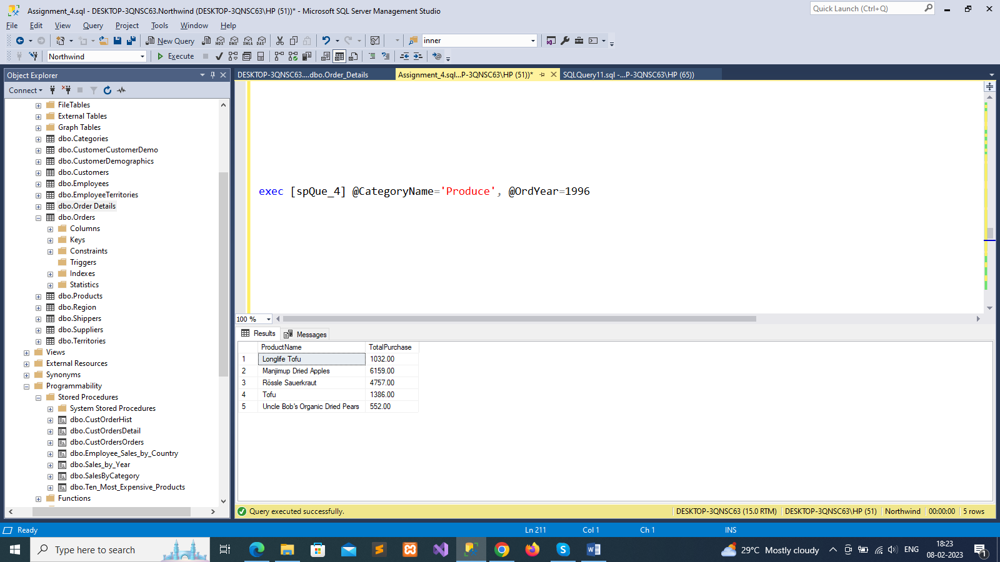 Assignment_4.sql - DESKTOP-3QNSC63.Northwind (DESKTOP-3QNSC63\HP (51))* - Microsoft SQL Server Management Studio
Quick Launch (Ctrl+Q)
File Edit View Query Project Tools Window Help
New Query
MDX DMX XMLA DAX
inner
Northwind
Execute
Object Explorer
DESKTOP-3QNSC63....dbo.Order_Details
Assignment_4.sql...P-3QNSC63\HP (51))*
SQLQuery11.sql -...P-3QNSC63\HP (65))
Connect
FileTables
External Tables
Graph Tables
dbo.Categories
dbo.CustomerCustomerDemo
dbo.CustomerDemographics
dbo.Customers
dbo.Employees
dbo.EmployeeTerritories
dbo.Order Details
dbo.Orders
Columns
Keys
Constraints
Triggers
Indexes
Statistics
dbo.Products
dbo.Region
dbo.Shippers
dbo.Suppliers
dbo.Territories
Views
External Resources
Synonyms
Programmability
Stored Procedures
System Stored Procedures
dbo.CustOrderHist
dbo.CustOrdersDetail
dbo.CustOrdersOrders
dbo.Employee_Sales_by_Country
dbo.Sales_by_Year
dbo.SalesByCategory
dbo.Ten_Most_Expensive_Products
Functions
exec [spQue_4] @CategoryName='Produce', @OrdYear=1996
100 %
Results Messages
ProductName TotalPurchase
1 Longlife Tofu 1032.00
2 Manjimup Dried Apples 6159.00
3 Rössle Sauerkraut 4757.00
4 Tofu 1386.00
5 Uncle Bob's Organic Dried Pears 552.00
Query executed successfully.
DESKTOP-3QNSC63 (15.0 RTM) DESKTOP-3QNSC63\HP (51) Northwind 00:00:00 5 rows
Ready Ln 211 Col 1 Ch 1 INS
Type here to search
29°C Mostly cloudy
ENG
18:23
08-02-2023
1